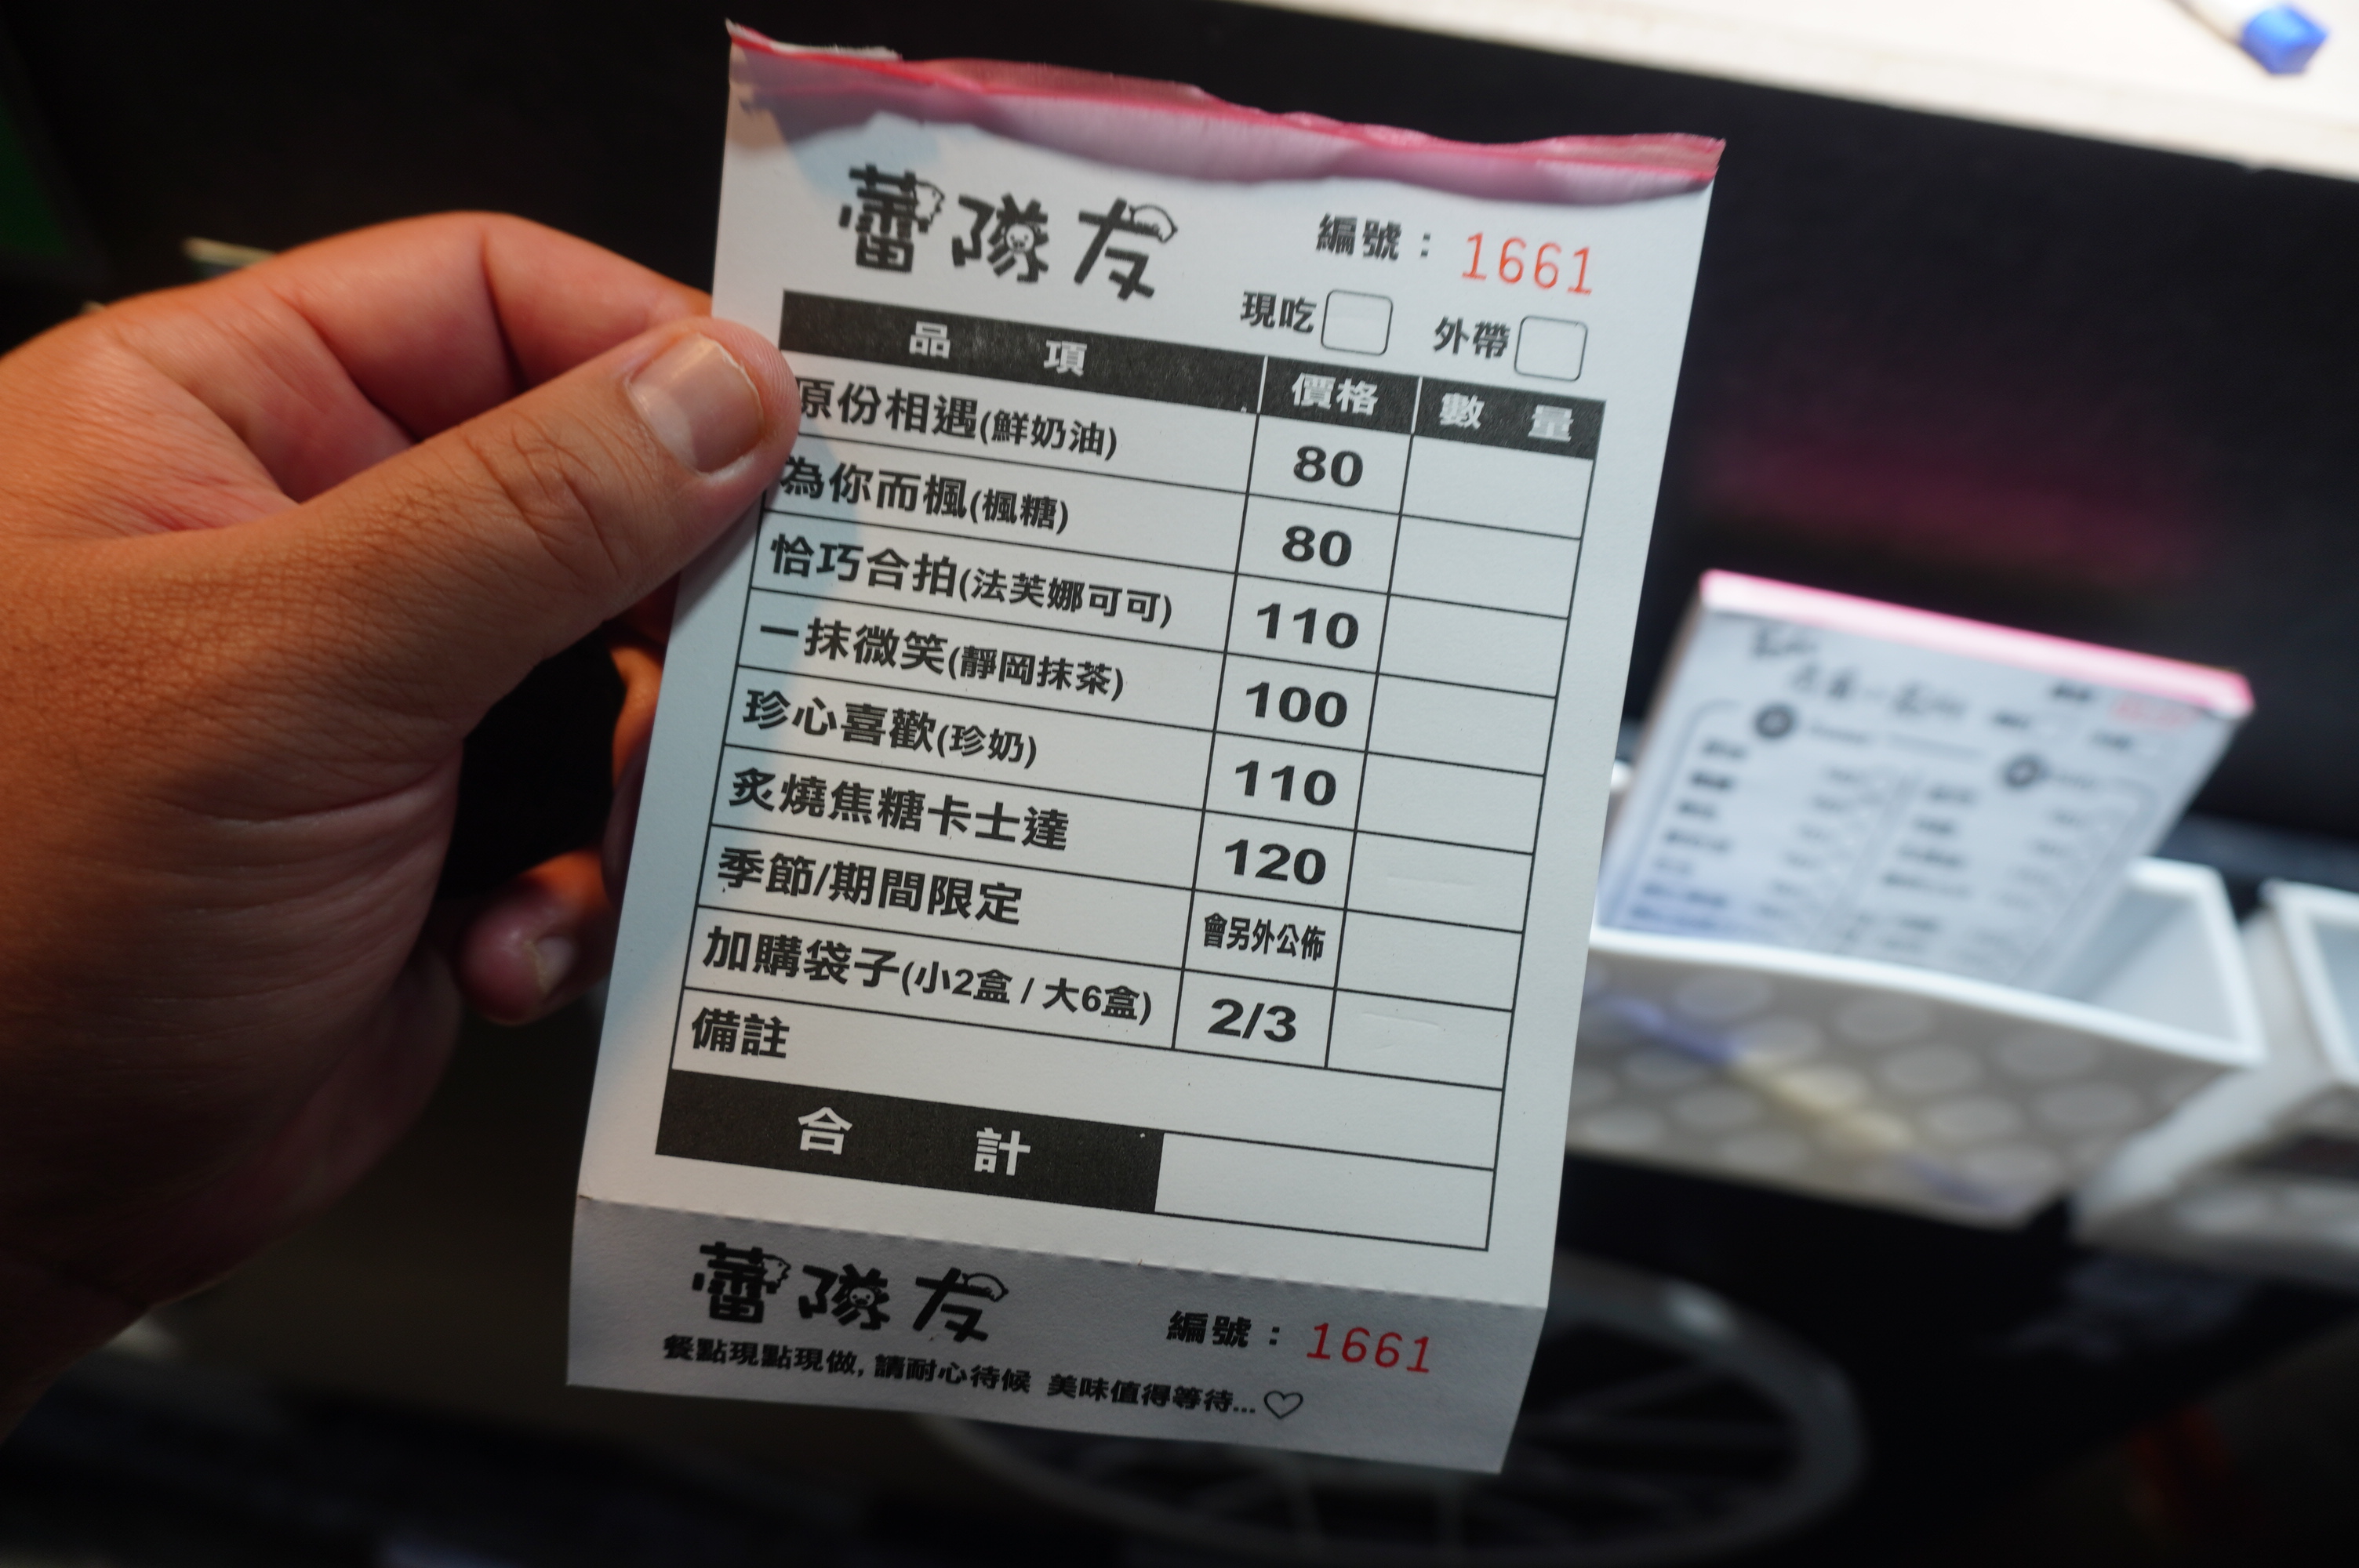 蕾隊友
編號：1661
現吃 外帶
品項 價格 數量
原份相遇(鮮奶油) 80
為你而楓(楓糖) 80
恰巧合拍(法芙娜可可) 110
一抹微笑(靜岡抹茶) 100
珍心喜歡(珍奶) 110
炙燒焦糖卡士達 120
季節/期間限定 會另外公佈
加購袋子(小2盒 / 大6盒) 2/3
備註
合計
蕾隊友
編號：1661
餐點現點現做, 請耐心待候 美味值得等待...♡